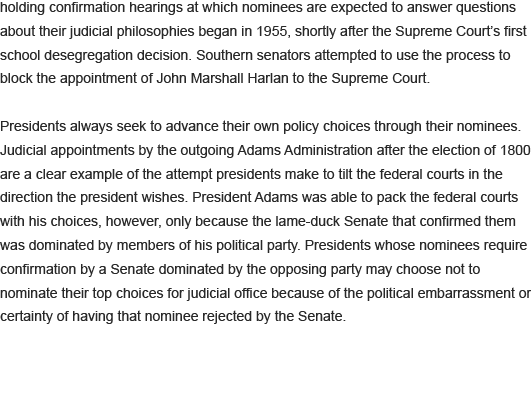 holding confirmation hearings at which nominees are expected to answer questions
about their judicial philosophies began in 1955, shortly after the Supreme Court's first
school desegregation decision. Southern senators attempted to use the process to
block the appointment of John Marshall Harlan to the Supreme Court.

Presidents always seek to advance their own policy choices through their nominees.
Judicial appointments by the outgoing Adams Administration after the election of 1800
are a clear example of the attempt presidents make to tilt the federal courts in the
direction the president wishes. President Adams was able to pack the federal courts
with his choices, however, only because the lame-duck Senate that confirmed them
was dominated by members of his political party. Presidents whose nominees require
confirmation by a Senate dominated by the opposing party may choose not to
nominate their top choices for judicial office because of the political embarrassment or
certainty of having that nominee rejected by the Senate.